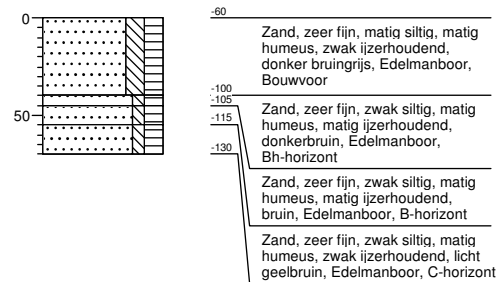 0
50
-60
Zand, zeer fijn, matig siltig, matig
humeus, zwak ijzerhoudend,
donker bruingrijs, Edelmanboor,
Bouwvoor
-100
-105
Zand, zeer fijn, zwak siltig, matig
humeus, matig ijzerhoudend,
donkerbruin, Edelmanboor,
Bh-horizont
-115
-130
Zand, zeer fijn, zwak siltig, matig
humeus, matig ijzerhoudend,
bruin, Edelmanboor, B-horizont
Zand, zeer fijn, zwak siltig, matig
humeus, zwak ijzerhoudend, licht
geelbruin, Edelmanboor, C-horizont